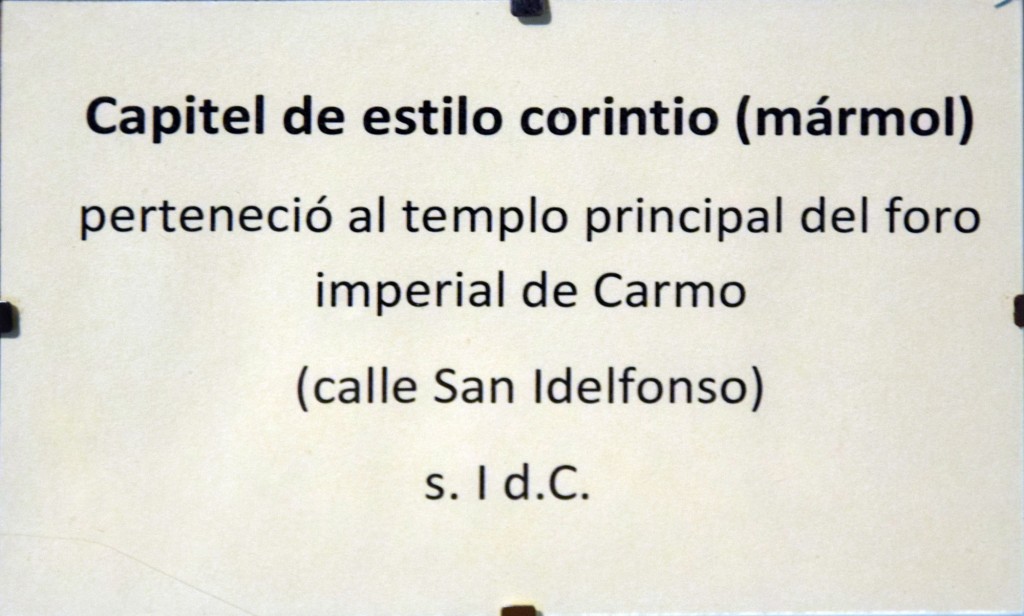 Capitel de estilo corintio (mármol)
perteneció al templo principal del foro
imperial de Carmo
(calle San Idelfonso)
s. I d.C.